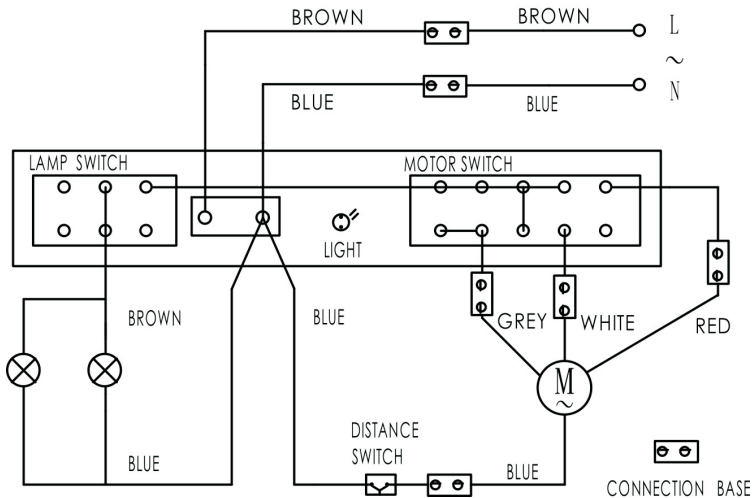 BROWN BROWN L
~
BLUE BLUE N
LAMP SWITCH MOTOR SWITCH
LIGHT
BROWN BLUE GREY WHITE RED
M
~
DISTANCE
SWITCH
BLUE BLUE
CONNECTION BASE